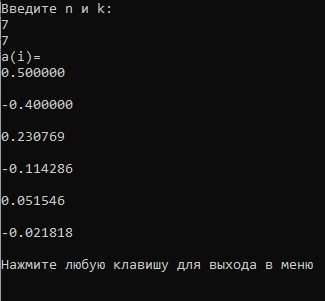 Введите n и k:
7
7
a(i)=
0.500000
-0.400000
0.230769
-0.114286
0.051546
-0.021818
Нажмите любую клавишу для выхода в меню